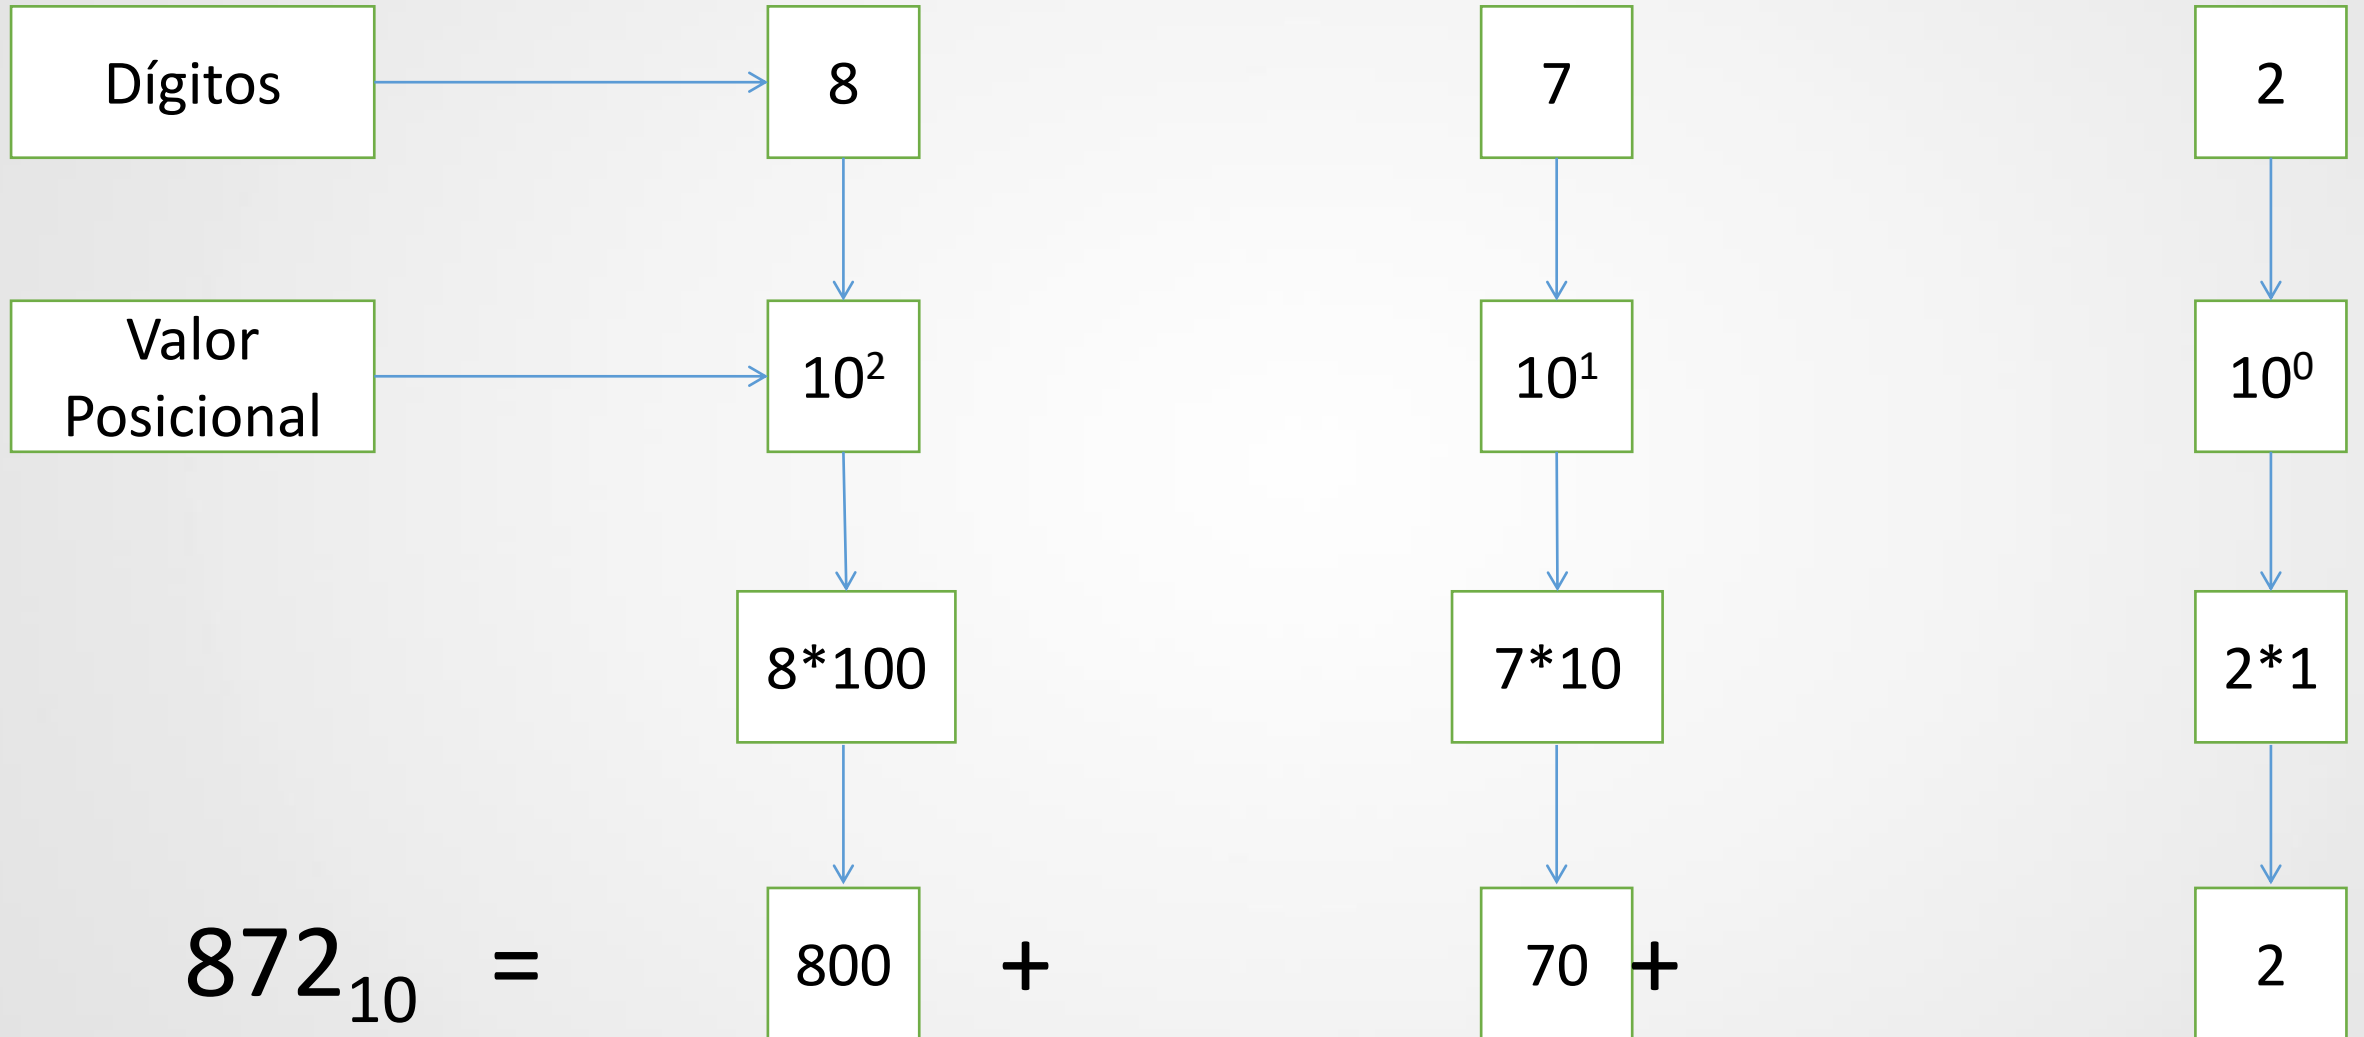 Dígitos 8 7 2
Valor
Posicional
10² 10¹ 10⁰
8*100 7*10 2*1
872₁₀ = 800 + 70 + 2